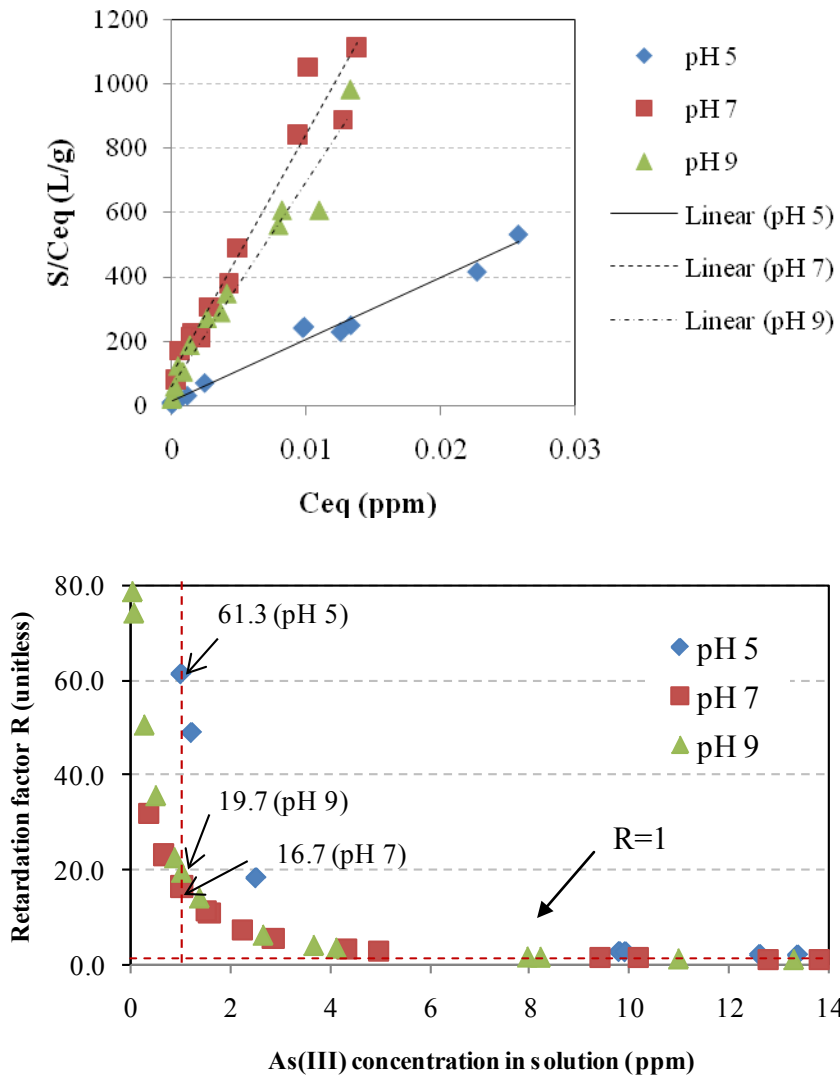 1200
1000
800
600
400
200
0
S/Ceq (L/g)
0 0.01 0.02 0.03
Ceq (ppm)
pH 5
pH 7
pH 9
Linear (pH 5)
Linear (pH 7)
Linear (pH 9)
80.0
60.0
40.0
20.0
0.0
Retardation factor R (unitless)
61.3 (pH 5)
19.7 (pH 9)
16.7 (pH 7)
R=1
pH 5
pH 7
pH 9
0 2 4 6 8 10 12 14
As(III) concentration in solution (ppm)